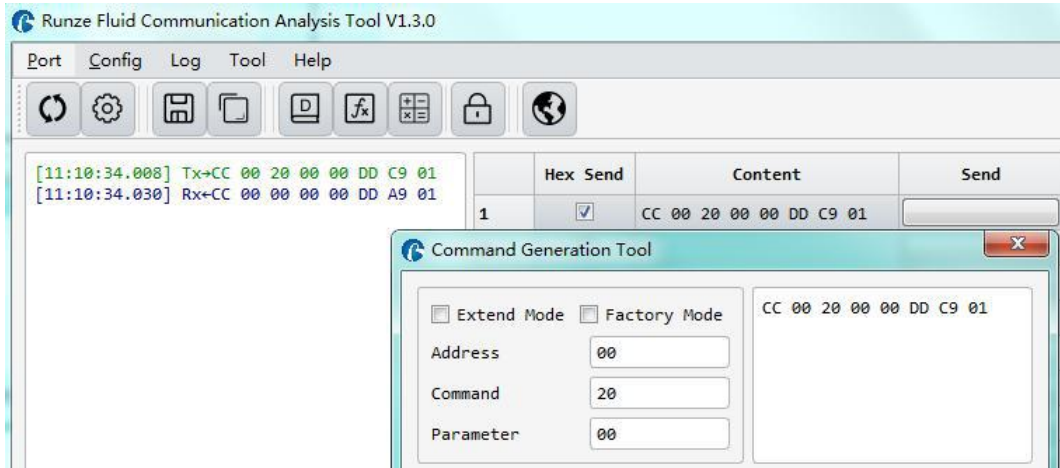 Runze Fluid Communication Analysis Tool V1.3.0
Port Config Log Tool Help
[11:10:34.008] Tx→CC 00 20 00 00 DD C9 01
[11:10:34.030] Rx←CC 00 00 00 00 DD A9 01
Hex Send Content Send
1 CC 00 20 00 00 DD C9 01
Command Generation Tool
Extend Mode Factory Mode
CC 00 20 00 00 DD C9 01
Address 00
Command 20
Parameter 00